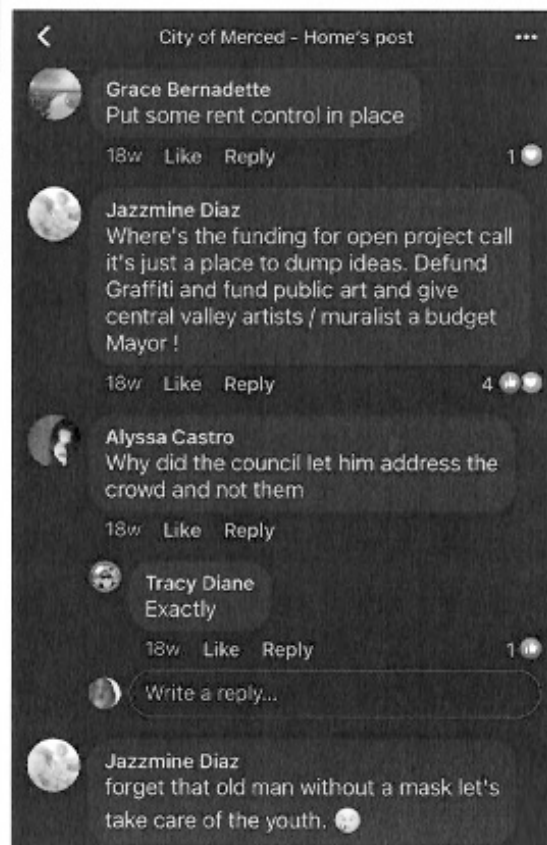 City of Merced - Home's post
Grace Bernadette
Put some rent control in place
18w Like Reply 1
Jazzmine Diaz
Where's the funding for open project call
it's just a place to dump ideas. Defund
Graffiti and fund public art and give
central valley artists / muralist a budget
Mayor !
18w Like Reply 4
Alyssa Castro
Why did the council let him address the
crowd and not them
18w Like Reply
Tracy Diane
Exactly
18w Like Reply 1
Write a reply...
Jazzmine Diaz
forget that old man without a mask let's
take care of the youth.